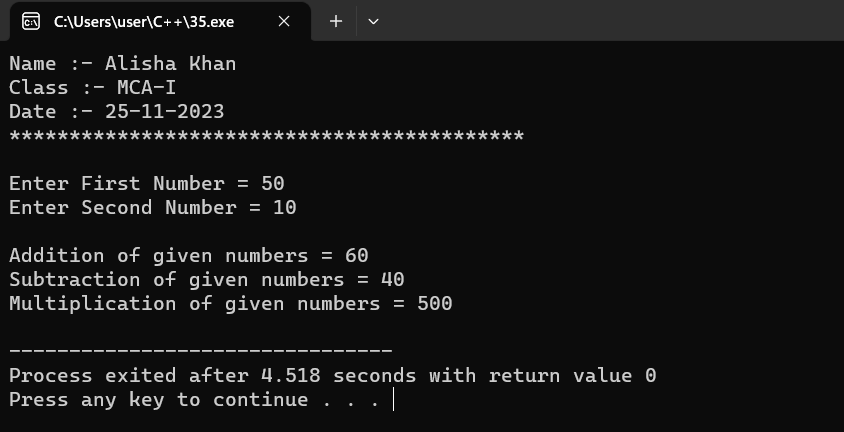 C:\Users\user\C++\35.exe
Name :- Alisha Khan
Class :- MCA-I
Date :- 25-11-2023
*******************************************
Enter First Number = 50
Enter Second Number = 10
Addition of given numbers = 60
Subtraction of given numbers = 40
Multiplication of given numbers = 500
--------------------------------
Process exited after 4.518 seconds with return value 0
Press any key to continue . . .